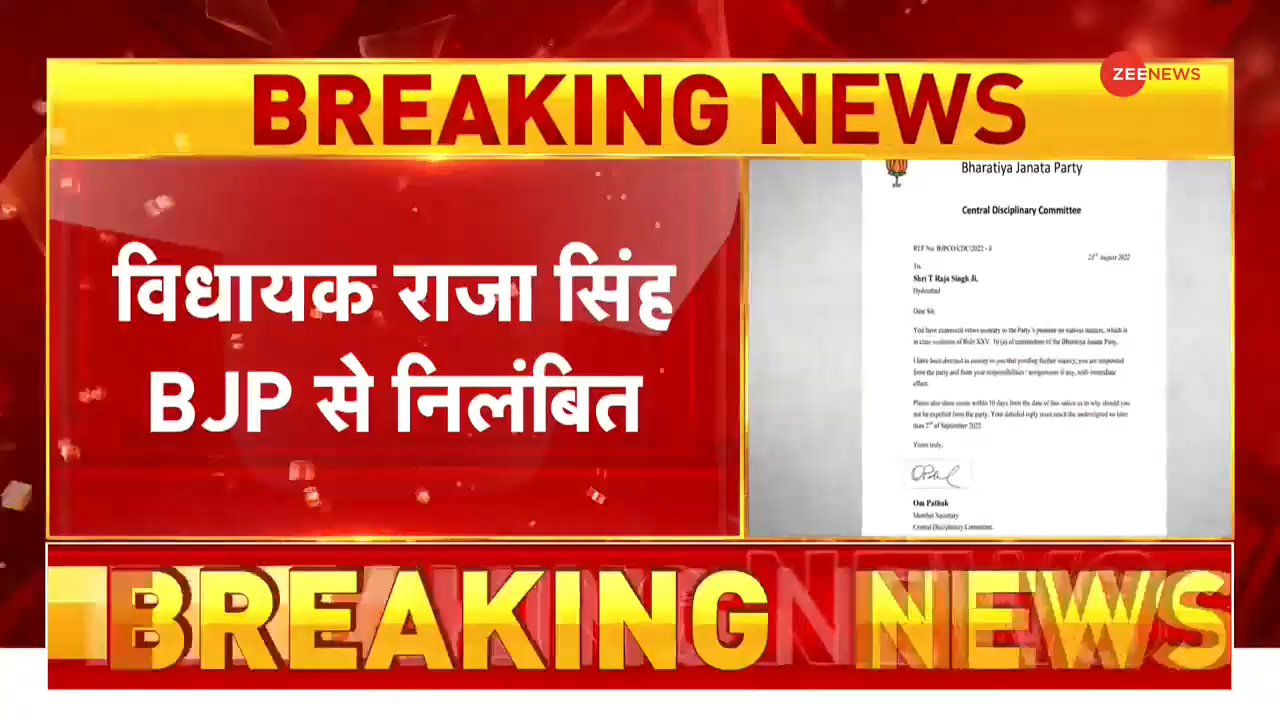 BREAKING NEWS
ZEENEWS
विधायक राजा सिंह
BJP से निलंबित
Bharatiya Janata Party
Central Disciplinary Committee
REF No. BJPCO/CDC/2022 -
23rd August 2022
To,
Shri T Raja Singh Ji,
Hyderabad
Dear Sir,
You have expressed views contrary to the Party's position on various matters, which is
in clear violation of Rule XXV. 10 (a) of constitution of the Bharatiya Janata Party.
I have been directed to convey to you that pending further inquiry, you are suspended
from the party and from your responsibilities / assignments if any, with immediate
effect.
Please also show cause within 10 days from the date of this notice as to why should you
not be expelled from the party. Your detailed reply must reach the undersigned no later
than 2nd of September 2022.
Yours truly,
Om Pathak
Member Secretary
Central Disciplinary Committee
BREAKING NEWS